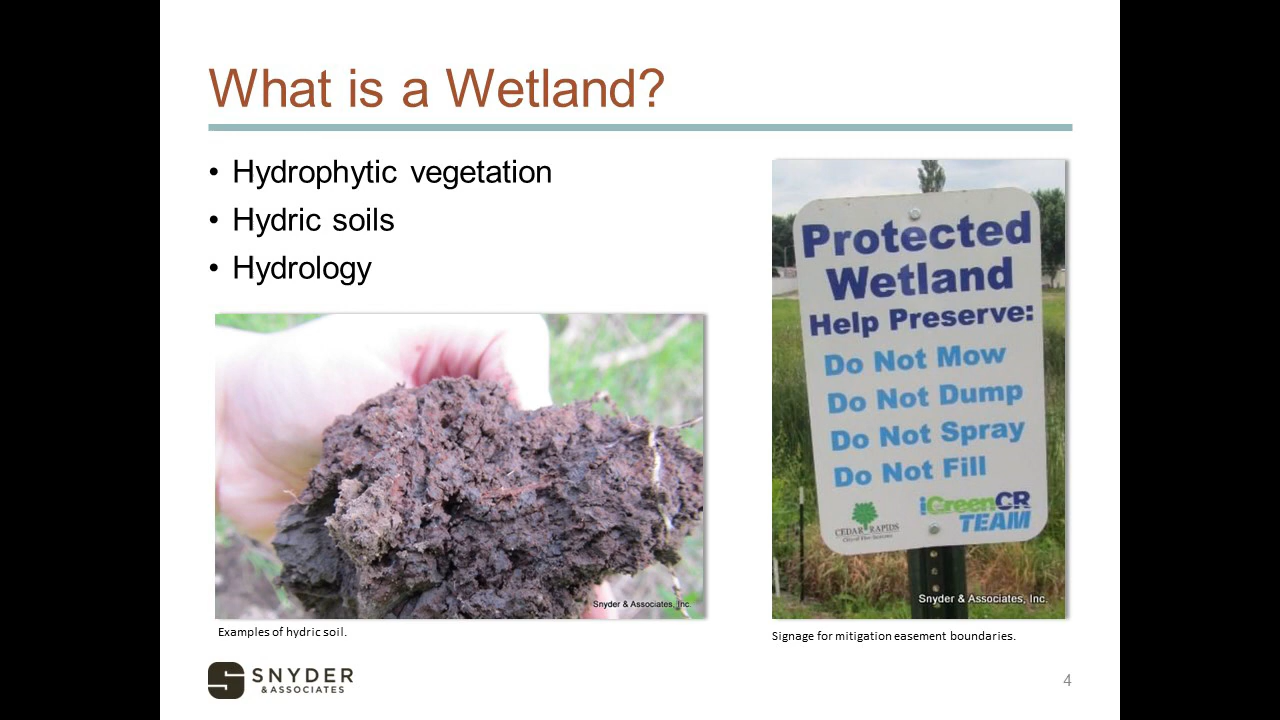 What is a Wetland?
• Hydrophytic vegetation
• Hydric soils
• Hydrology
Snyder & Associates, Inc.
Examples of hydric soil.
Protected
Wetland
Help Preserve:
Do Not Mow
Do Not Dump
Do Not Spray
Do Not Fill
CEDAR RAPIDS
City of Five Seasons
iGreenCR
TEAM
Snyder & Associates, Inc.
Signage for mitigation easement boundaries.
SNYDER
& ASSOCIATES
4